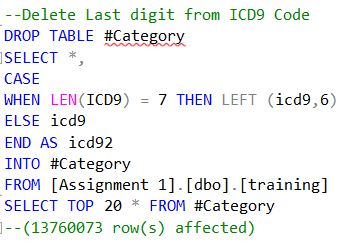 --Delete Last digit from ICD9 Code
DROP TABLE #Category
SELECT *,
CASE
WHEN LEN(ICD9) = 7 THEN LEFT (icd9,6)
ELSE icd9
END AS icd92
INTO #Category
FROM [Assignment 1].[dbo].[training]
SELECT TOP 20 * FROM #Category
--(13760073 row(s) affected)